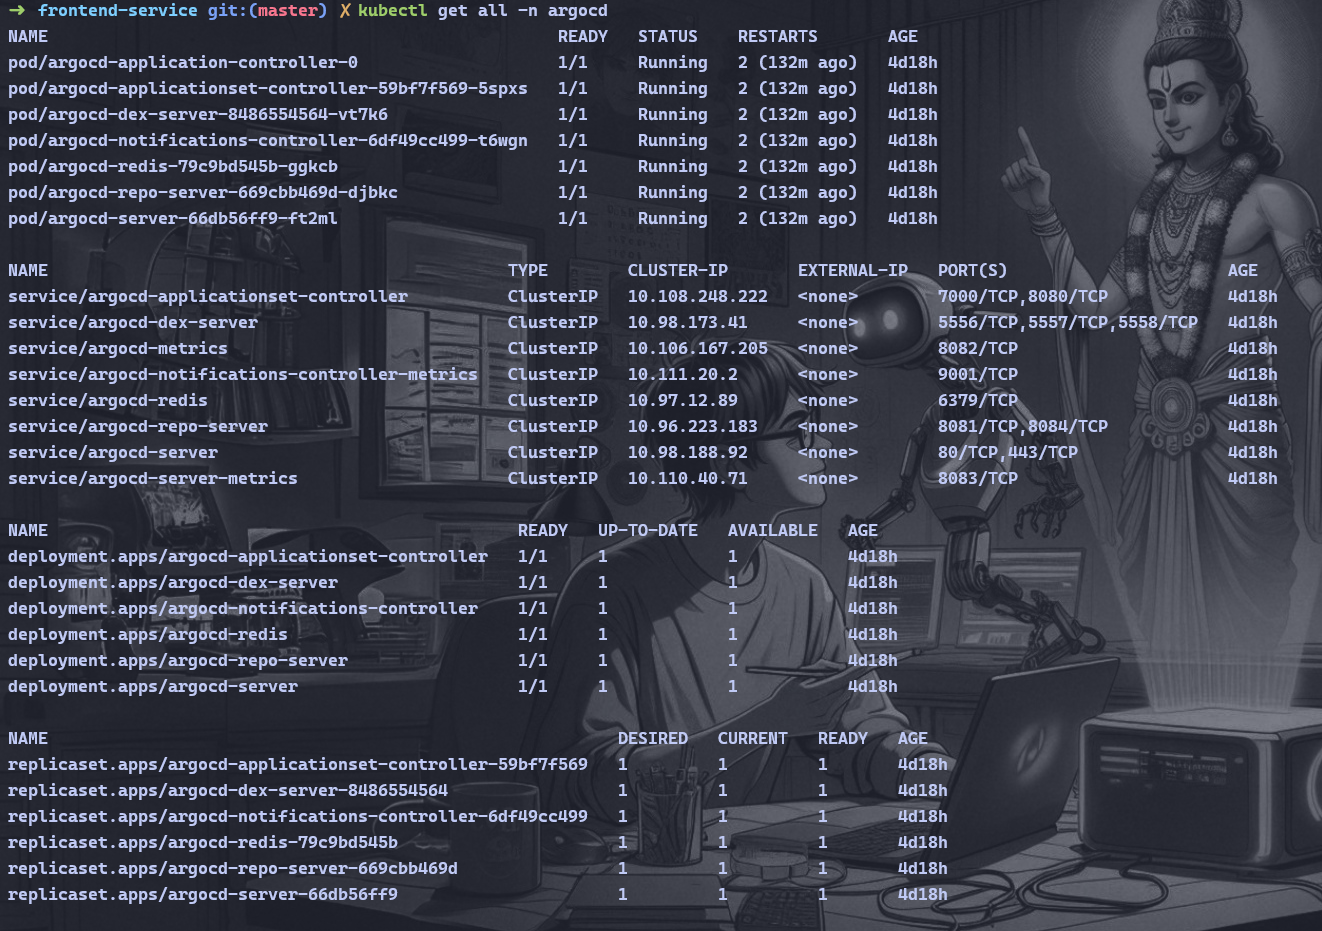 ➜ frontend-service git:(master) ✗ kubectl get all -n argocd
NAME READY STATUS RESTARTS AGE
pod/argocd-application-controller-0 1/1 Running 2 (132m ago) 4d18h
pod/argocd-applicationset-controller-59bf7f569-5spxs 1/1 Running 2 (132m ago) 4d18h
pod/argocd-dex-server-8486554564-vt7k6 1/1 Running 2 (132m ago) 4d18h
pod/argocd-notifications-controller-6df49cc499-t6wgn 1/1 Running 2 (132m ago) 4d18h
pod/argocd-redis-79c9bd545b-ggkcb 1/1 Running 2 (132m ago) 4d18h
pod/argocd-repo-server-669cbb469d-djbkc 1/1 Running 2 (132m ago) 4d18h
pod/argocd-server-66db56ff9-ft2ml 1/1 Running 2 (132m ago) 4d18h
NAME TYPE CLUSTER-IP EXTERNAL-IP PORT(S) AGE
service/argocd-applicationset-controller ClusterIP 10.108.248.222 <none> 7000/TCP,8080/TCP 4d18h
service/argocd-dex-server ClusterIP 10.98.173.41 <none> 5556/TCP,5557/TCP,5558/TCP 4d18h
service/argocd-metrics ClusterIP 10.106.167.205 <none> 8082/TCP 4d18h
service/argocd-notifications-controller-metrics ClusterIP 10.111.20.2 <none> 9001/TCP 4d18h
service/argocd-redis ClusterIP 10.97.12.89 <none> 6379/TCP 4d18h
service/argocd-repo-server ClusterIP 10.96.223.183 <none> 8081/TCP,8084/TCP 4d18h
service/argocd-server ClusterIP 10.98.188.92 <none> 80/TCP,443/TCP 4d18h
service/argocd-server-metrics ClusterIP 10.110.40.71 <none> 8083/TCP 4d18h
NAME READY UP-TO-DATE AVAILABLE AGE
deployment.apps/argocd-applicationset-controller 1/1 1 1 4d18h
deployment.apps/argocd-dex-server 1/1 1 1 4d18h
deployment.apps/argocd-notifications-controller 1/1 1 1 4d18h
deployment.apps/argocd-redis 1/1 1 1 4d18h
deployment.apps/argocd-repo-server 1/1 1 1 4d18h
deployment.apps/argocd-server 1/1 1 1 4d18h
NAME DESIRED CURRENT READY AGE
replicaset.apps/argocd-applicationset-controller-59bf7f569 1 1 1 4d18h
replicaset.apps/argocd-dex-server-8486554564 1 1 1 4d18h
replicaset.apps/argocd-notifications-controller-6df49cc499 1 1 1 4d18h
replicaset.apps/argocd-redis-79c9bd545b 1 1 1 4d18h
replicaset.apps/argocd-repo-server-669cbb469d 1 1 1 4d18h
replicaset.apps/argocd-server-66db56ff9 1 1 1 4d18h